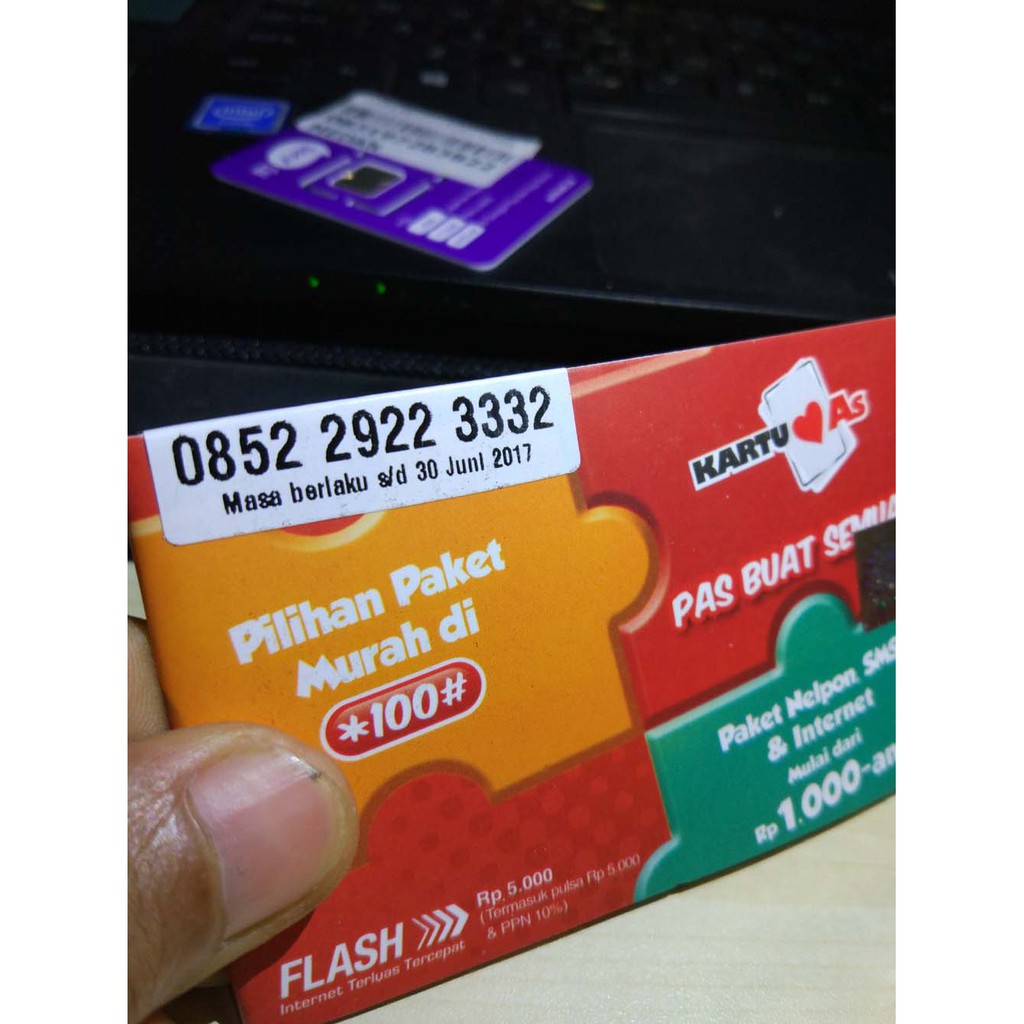 0852 2922 3332
Masa berlaku s/d 30 Juni 2017
KARTU As
PAS BUAT SEMUA
Pilihan Paket
Murah di
*100#
Paket Nelpon, SMS
& Internet
Mulai dari
Rp 1.000-an
FLASH
Internet Terluas Tercepat
Rp 5.000
(Termasuk pulsa Rp 5.000
& PPN 10%)